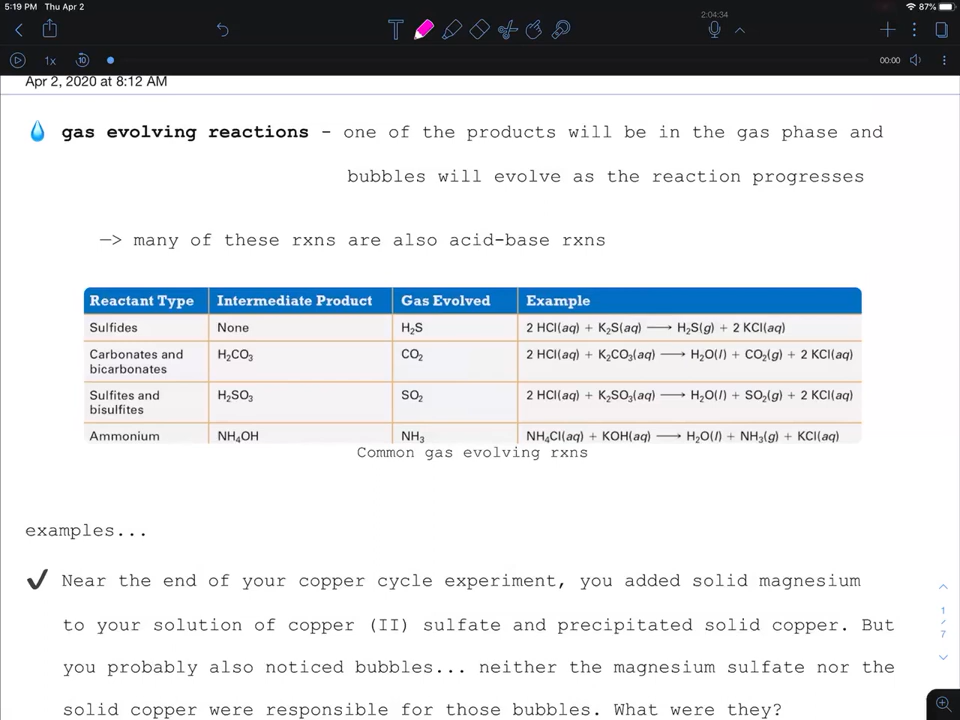 5:19 PM Thu Apr 2
87%
2:04:34
1x
10
00:00
Apr 2, 2020 at 8:12 AM
gas evolving reactions - one of the products will be in the gas phase and
bubbles will evolve as the reaction progresses
—> many of these rxns are also acid-base rxns
Reactant Type Intermediate Product Gas Evolved Example
Sulfides None H₂S 2 HCl(aq) + K₂S(aq) ⟶ H₂S(g) + 2 KCl(aq)
Carbonates and H₂CO₃ CO₂ 2 HCl(aq) + K₂CO₃(aq) ⟶ H₂O(l) + CO₂(g) + 2 KCl(aq)
bicarbonates
Sulfites and H₂SO₃ SO₂ 2 HCl(aq) + K₂SO₃(aq) ⟶ H₂O(l) + SO₂(g) + 2 KCl(aq)
bisulfites
Ammonium NH₄OH NH₃ NH₄Cl(aq) + KOH(aq) ⟶ H₂O(l) + NH₃(g) + KCl(aq)
Common gas evolving rxns
examples...
✔ Near the end of your copper cycle experiment, you added solid magnesium
to your solution of copper (II) sulfate and precipitated solid copper. But
you probably also noticed bubbles... neither the magnesium sulfate nor the
solid copper were responsible for those bubbles. What were they?
1
/
7